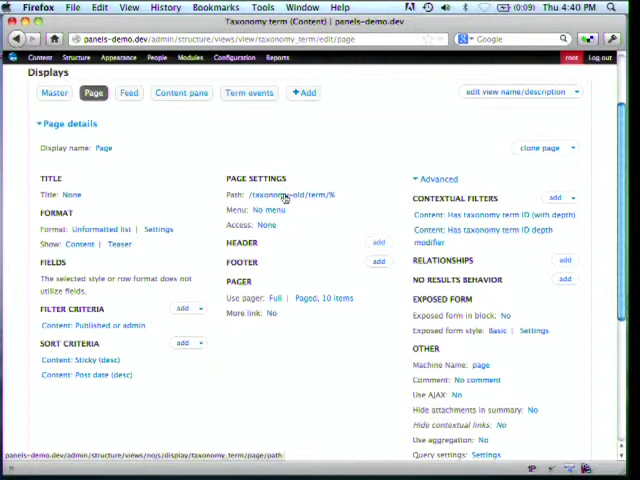 Firefox File Edit View History Bookmarks Tools Window Help (0:09) Thu 4:40 PM
Taxonomy term (Content) | panels-demo.dev
panels-demo.dev/admin/structure/views/view/taxonomy_term/edit/page
Google
Content Structure Appearance People Modules Configuration Reports root Log out
Displays
Master Page Feed Content pane Term events +Add edit view name/description
Page details
Display name: Page clone page
TITLE
Title: None
FORMAT
Format: Unformatted list | Settings
Show: Content | Teaser
FIELDS
The selected style or row format does not
utilize fields.
FILTER CRITERIA add
Content: Published or admin
SORT CRITERIA add
Content: Sticky (desc)
Content: Post date (desc)
PAGE SETTINGS
Path: /taxonomy-old/term/%
Menu: No menu
Access: None
HEADER add
FOOTER add
PAGER
Use pager: Full | Paged, 10 items
More link: No
Advanced
CONTEXTUAL FILTERS add
Content: Has taxonomy term ID (with depth)
Content: Has taxonomy term ID depth
modifier
RELATIONSHIPS add
NO RESULTS BEHAVIOR add
EXPOSED FORM
Exposed form in block: No
Exposed form style: Basic | Settings
OTHER
Machine Name: page
Comment: No comment
Use AJAX: No
Hide attachments in summary: No
Hide contextual links: No
Use aggregation: No
Query settings: Settings
panels-demo.dev/admin/structure/views/nojs/display/taxonomy_term/page/path